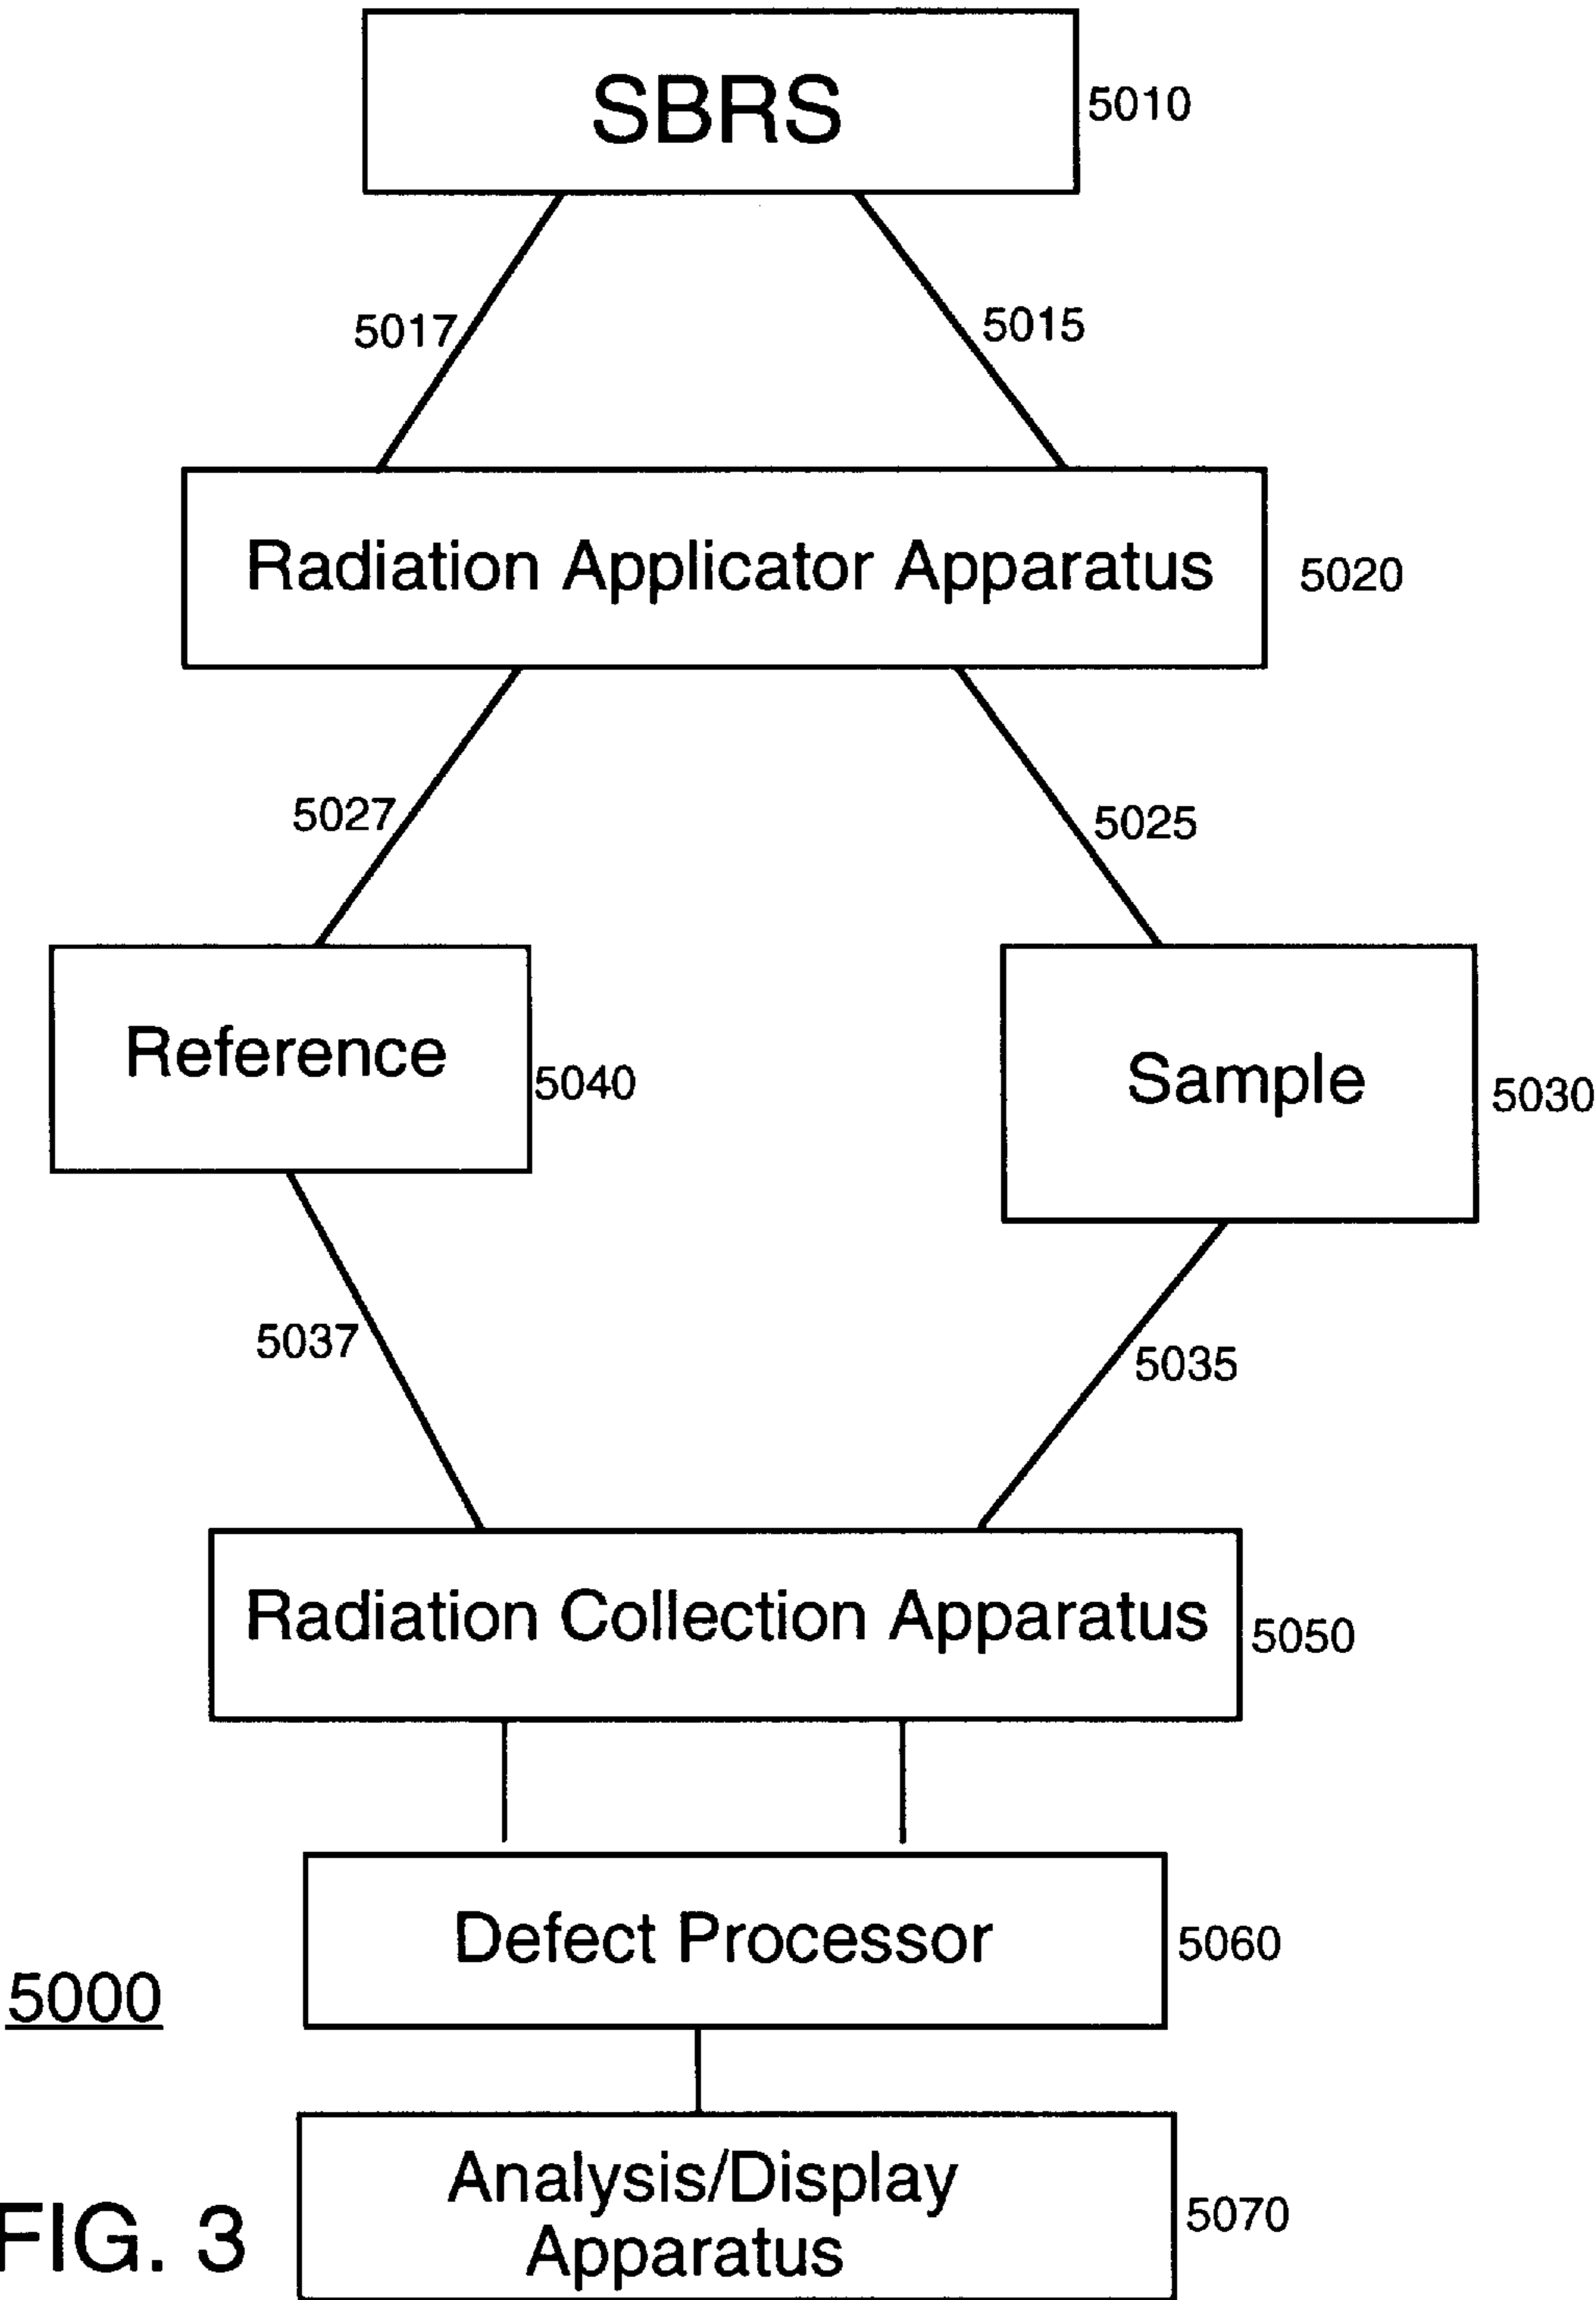 SBRS
5010
5017
5015
Radiation Applicator Apparatus
5020
5027
5025
Reference
5040
Sample
5030
5037
5035
Radiation Collection Apparatus
5050
Defect Processor
5060
5000
Analysis/Display
Apparatus
5070
FIG. 3